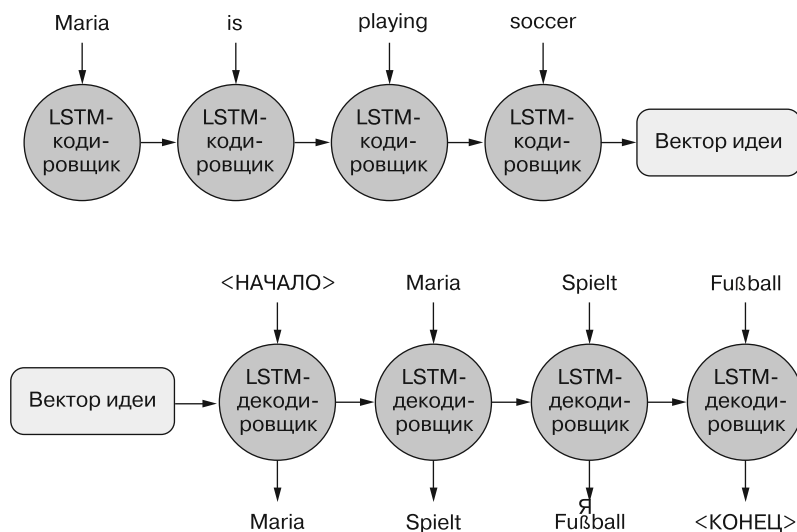 Maria is playing soccer
LSTM- LSTM- LSTM- LSTM-
коди- коди- коди- коди-
ровщик ровщик ровщик ровщик
Вектор идеи
<НАЧАЛО> Maria Spielt Fußball
LSTM- LSTM- LSTM- LSTM-
декоди- декоди- декоди- декоди-
ровщик ровщик ровщик ровщик
Вектор идеи
Я
Maria Spielt Fußball <КОНЕЦ>